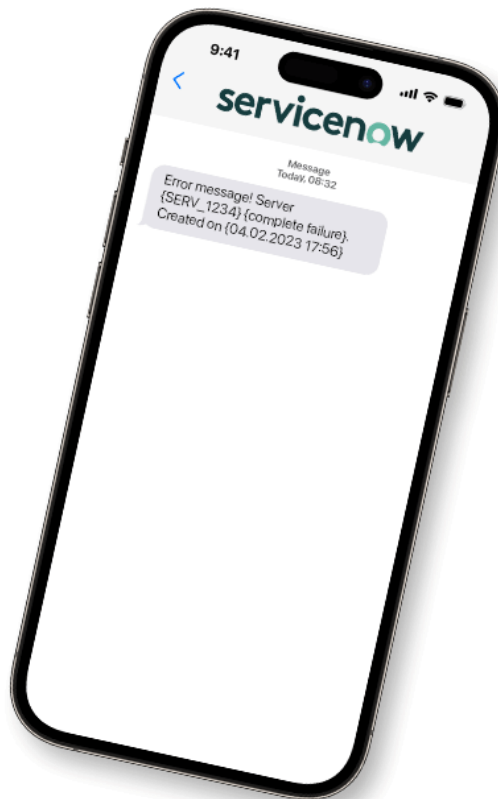 9:41
servicenow
Message
Today, 08:32
Error message! Server
{SERV_1234} {complete failure}.
Created on {04.02.2023 17:56}